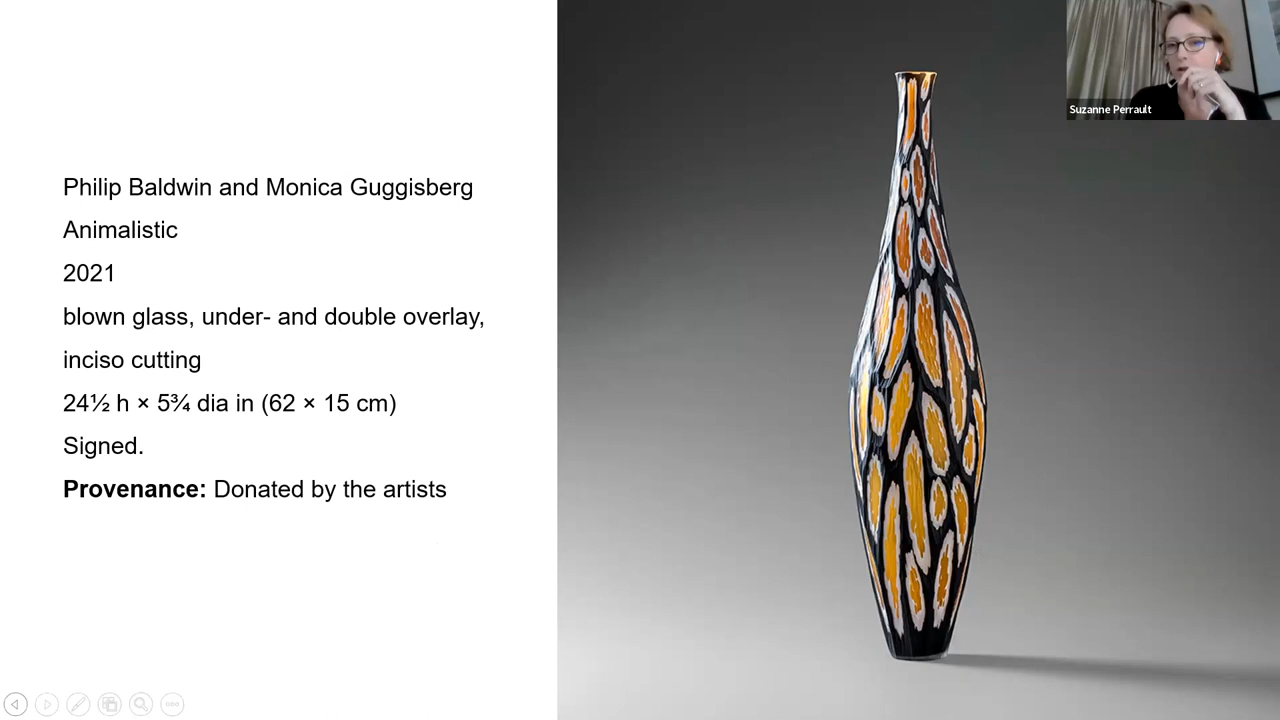 Philip Baldwin and Monica Guggisberg
Animalistic
2021
blown glass, under- and double overlay,
inciso cutting
24½ h × 5¾ dia in (62 × 15 cm)
Signed.
Provenance: Donated by the artists
Suzanne Perrault